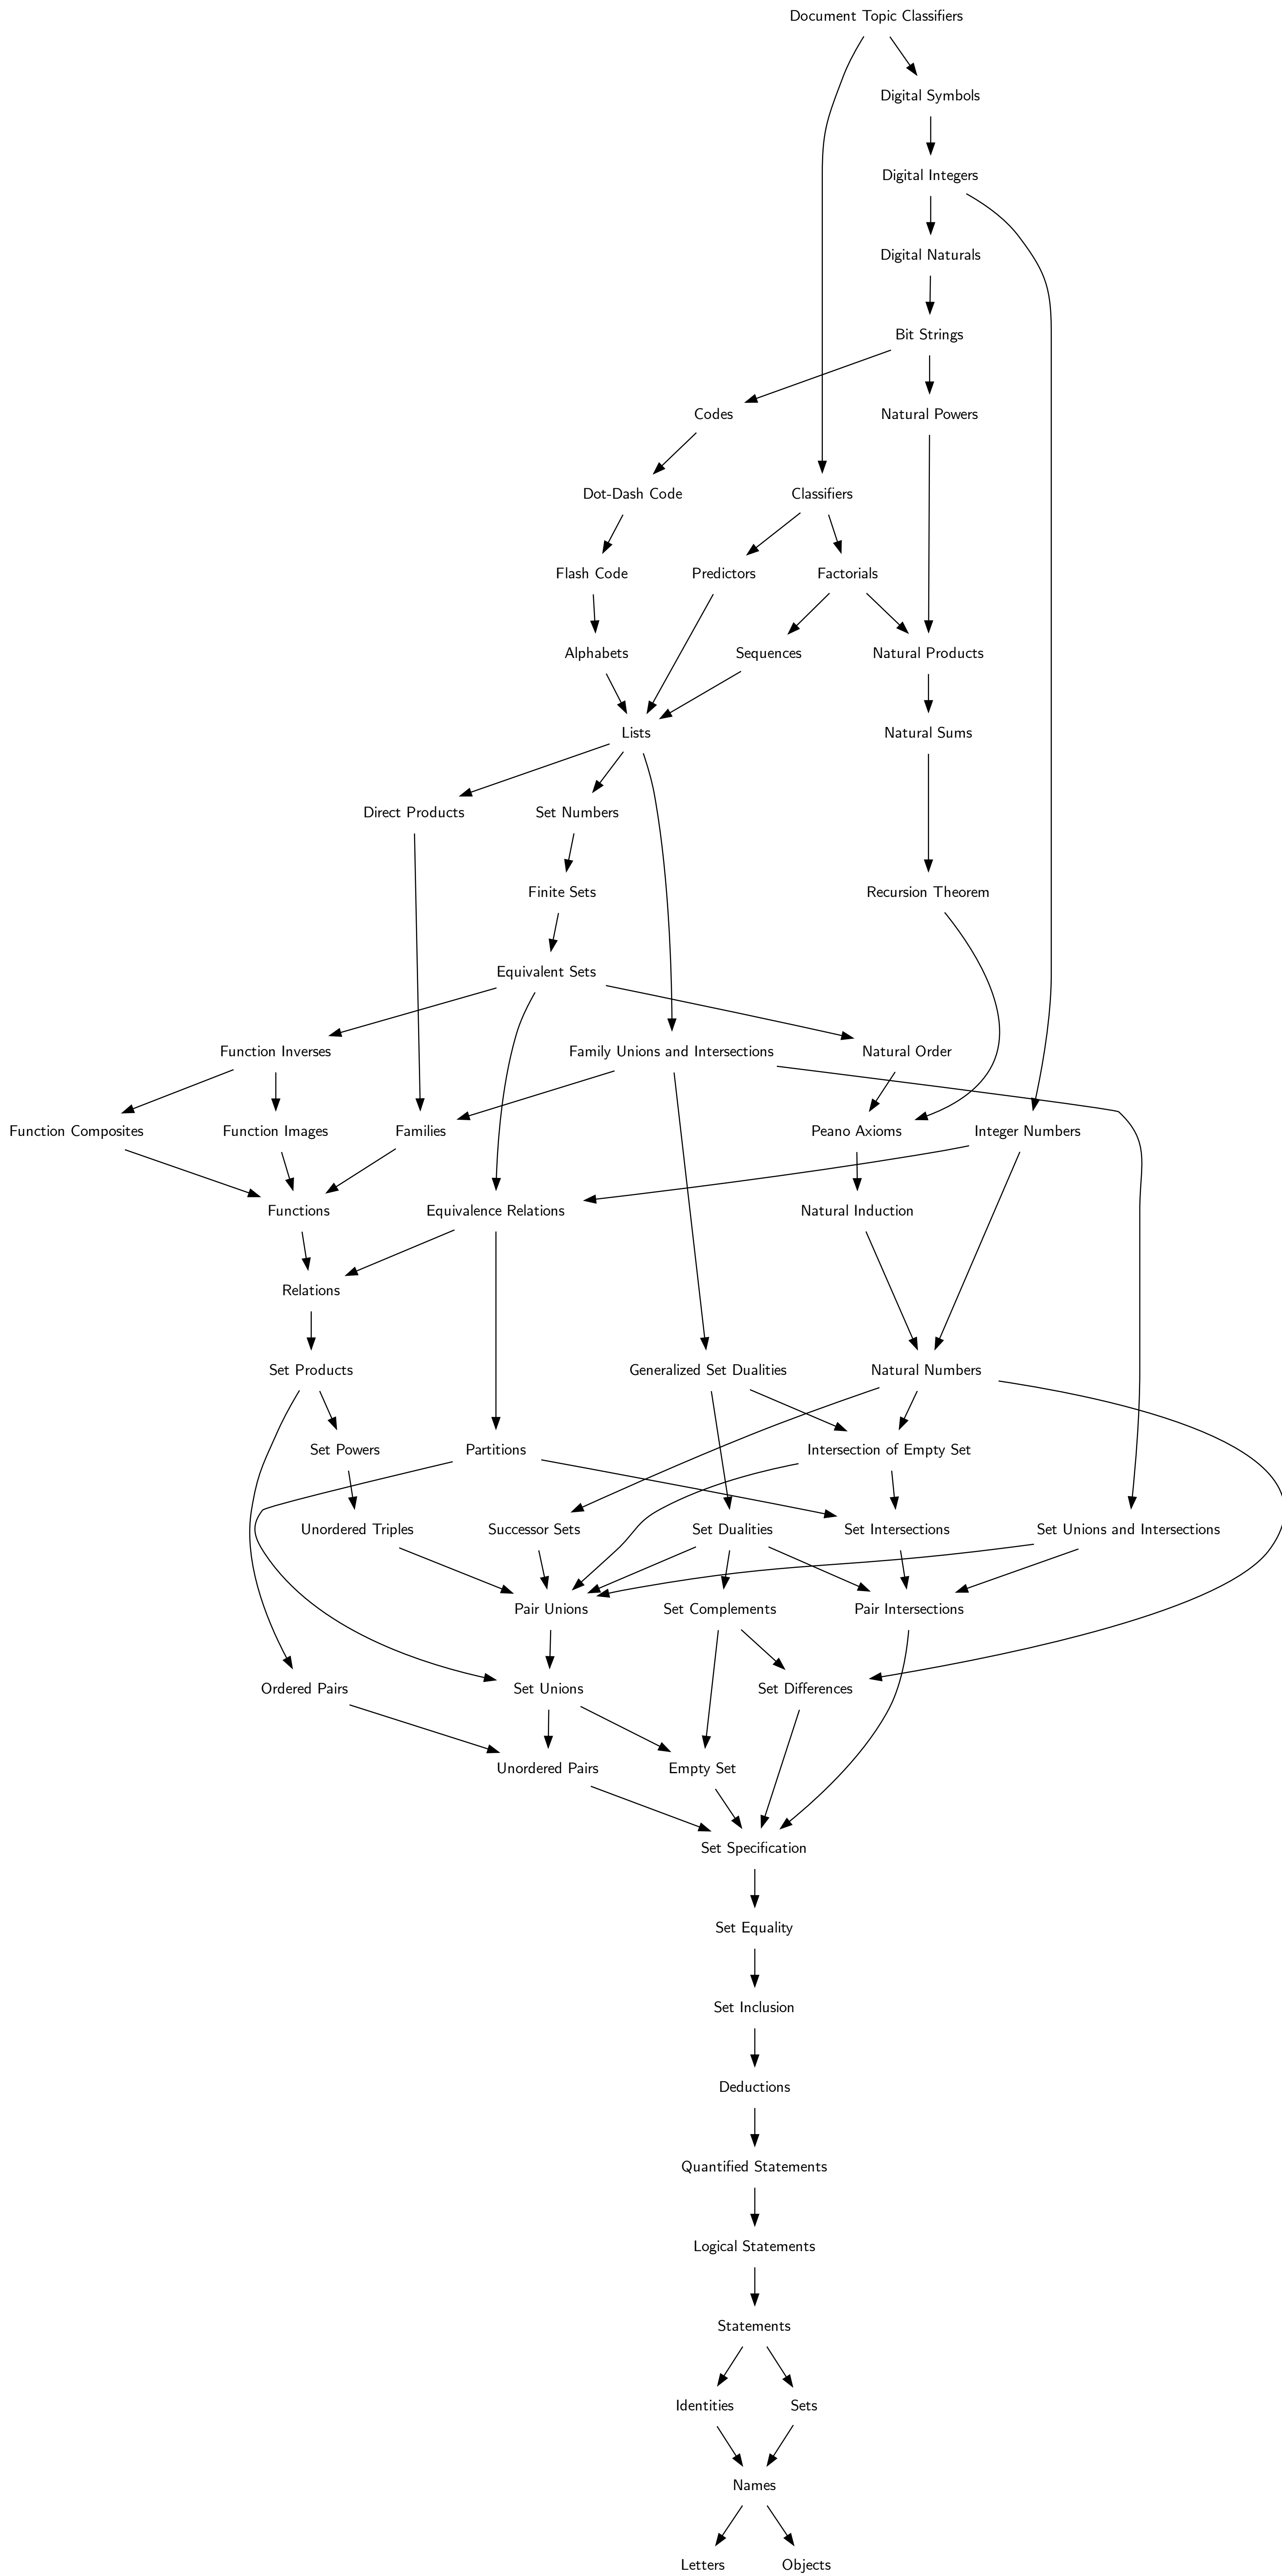 Document Topic Classifiers
Digital Symbols
Digital Integers
Digital Naturals
Bit Strings
Codes
Natural Powers
Dot-Dash Code
Classifiers
Flash Code
Predictors
Factorials
Alphabets
Sequences
Natural Products
Lists
Natural Sums
Direct Products
Set Numbers
Finite Sets
Recursion Theorem
Equivalent Sets
Function Inverses
Family Unions and Intersections
Natural Order
Function Composites
Function Images
Families
Peano Axioms
Integer Numbers
Functions
Equivalence Relations
Natural Induction
Relations
Set Products
Generalized Set Dualities
Natural Numbers
Set Powers
Partitions
Intersection of Empty Set
Unordered Triples
Successor Sets
Set Dualities
Set Intersections
Set Unions and Intersections
Pair Unions
Set Complements
Pair Intersections
Ordered Pairs
Set Unions
Set Differences
Unordered Pairs
Empty Set
Set Specification
Set Equality
Set Inclusion
Deductions
Quantified Statements
Logical Statements
Statements
Identities
Sets
Names
Letters
Objects